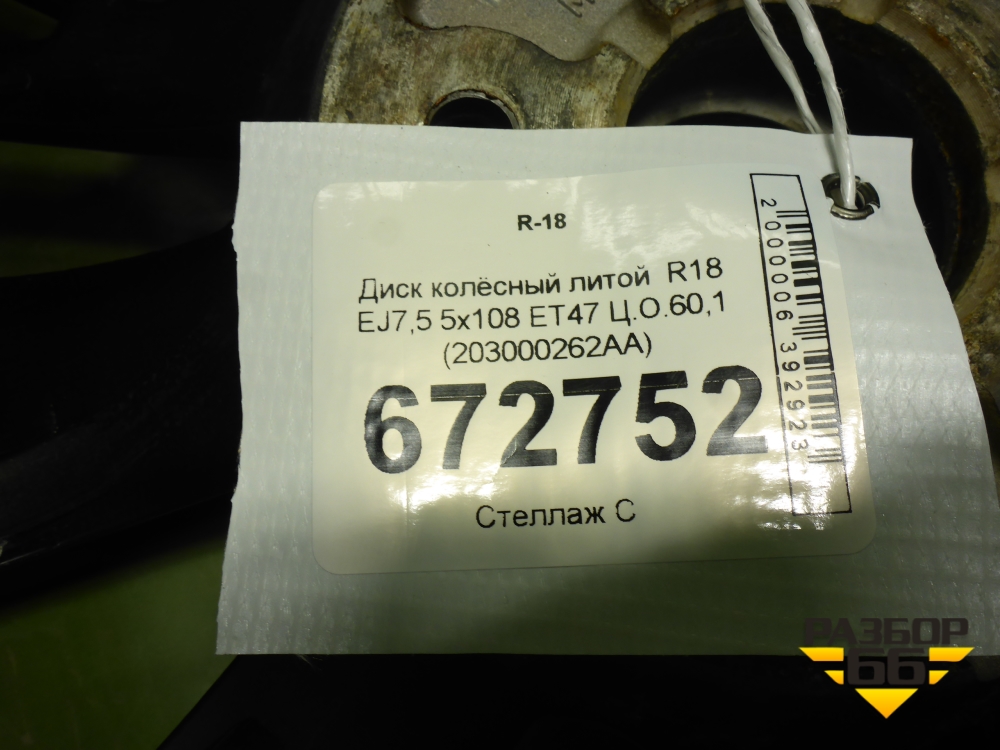 R-18
Диск колёсный литой R18
EJ7,5 5x108 ET47 Ц.О.60,1
(203000262AA)
672752
Стеллаж С
2000006392923
РАЗБОР
66